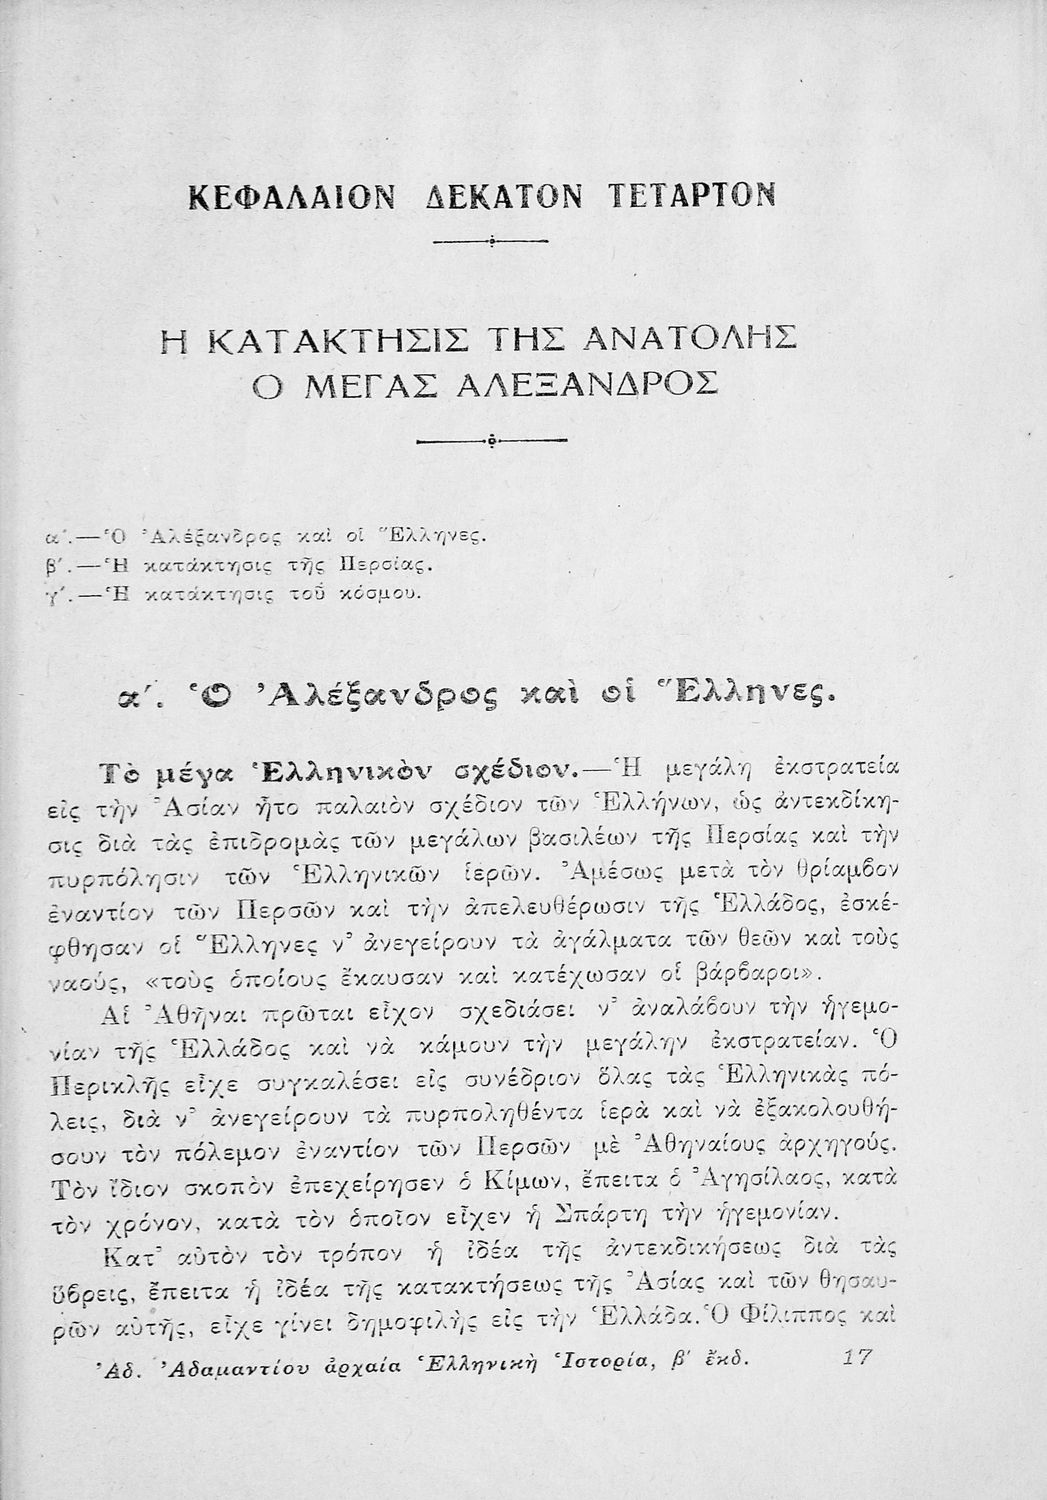 ΚΕΦΑΛΑΙΟΝ ΔΕΚΑΤΟΝ ΤΕΤΑΡΤΟΝ
Η ΚΑΤΑΚΤΗΣΙΣ ΤΗΣ ΑΝΑΤΟΛΗΣ
Ο ΜΕΓΑΣ ΑΛΕΞΑΝΔΡΟΣ
α΄.—Ὁ Ἀλέξανδρος καὶ οἱ Ἕλληνες.
β΄.—Ἡ κατάκτησις τῆς Περσίας.
γ΄.—Ἡ κατάκτησις τοῦ κόσμου.
α΄. Ὁ Ἀλέξανδρος καὶ οἱ Ἕλληνες.
Τὸ μέγα Ἑλληνικὸν σχέδιον.—Ἡ μεγάλη ἐκστρατεία
εἰς τὴν Ἀσίαν ἦτο παλαιὸν σχέδιον τῶν Ἑλλήνων, ὡς ἀντεκδίκη-
σις διὰ τὰς ἐπιδρομὰς τῶν μεγάλων βασιλέων τῆς Περσίας καὶ τὴν
πυρπόλησιν τῶν Ἑλληνικῶν ἱερῶν. Ἀμέσως μετὰ τὸν θρίαμβον
ἐναντίον τῶν Περσῶν καὶ τὴν ἀπελευθέρωσιν τῆς Ἑλλάδος, ἐσκέ-
φθησαν οἱ Ἕλληνες ν᾿ ἀνεγείρουν τὰ ἀγάλματα τῶν θεῶν καὶ τοὺς
ναούς, «τοὺς ὁποίους ἔκαυσαν καὶ κατέχωσαν οἱ βάρβαροι».
Αἱ Ἀθῆναι πρῶται εἶχον σχεδιάσει ν᾿ ἀναλάβουν τὴν ἡγεμο-
νίαν τῆς Ἑλλάδος καὶ νὰ κάμουν τὴν μεγάλην ἐκστρατείαν. Ὁ
Περικλῆς εἶχε συγκαλέσει εἰς συνέδριον ὅλας τὰς Ἑλληνικὰς πό-
λεις, διὰ ν᾿ ἀνεγείρουν τὰ πυρποληθέντα ἱερὰ καὶ νὰ ἐξακολουθή-
σουν τὸν πόλεμον ἐναντίον τῶν Περσῶν μὲ Ἀθηναίους ἀρχηγούς.
Τὸν ἴδιον σκοπὸν ἐπεχείρησεν ὁ Κίμων, ἔπειτα ὁ Ἀγησίλαος, κατὰ
τὸν χρόνον, κατὰ τὸν ὁποῖον εἶχεν ἡ Σπάρτη τὴν ἡγεμονίαν.
Κατ᾿ αὐτὸν τὸν τρόπον ἡ ἰδέα τῆς ἀντεκδικήσεως διὰ τὰς
ὕβρεις, ἔπειτα ἡ ἰδέα τῆς κατακτήσεως τῆς Ἀσίας καὶ τῶν θησαυ-
ρῶν αὐτῆς, εἶχε γίνει δημοφιλὴς εἰς τὴν Ἑλλάδα. Ὁ Φίλιππος καὶ
Ἀδ. Ἀδαμαντίου ἀρχαία Ἑλληνικὴ Ἱστορία, β΄ ἔκδ. 17